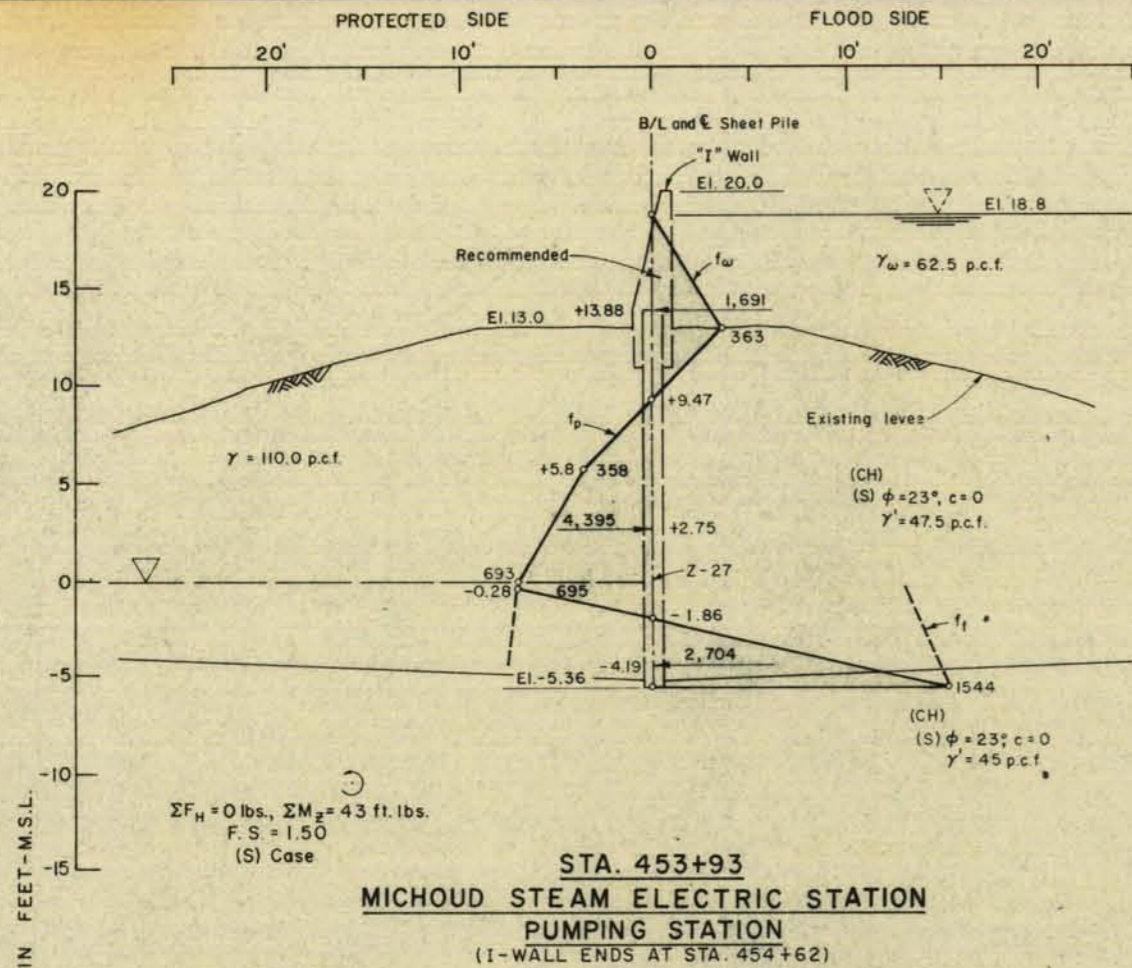 PROTECTED SIDE
FLOOD SIDE
20' 10' 0 10' 20'
B/L and ℄ Sheet Pile
"I" Wall
El. 20.0
El. 18.8
20
Recommended
fω
γω = 62.5 p.c.f.
15
+13.88
1,691
El. 13.0
363
10
+9.47
Existing levee
fp
γ = 110.0 p.c.f.
+5.8
358
5
(CH)
(S) φ = 23°, c = 0
γ' = 47.5 p.c.f.
4,395
+2.75
Z-27
0
693
-0.28
695
-1.86
ff
-4.19
2,704
-5
El. -5.36
1544
(CH)
(S) φ = 23°, c = 0
γ' = 45 p.c.f.
-10
ΣFH = 0 lbs., ΣMZ = 43 ft. lbs.
F. S. = 1.50
(S) Case
-15
IN FEET-M.S.L.
STA. 453+93
MICHOUD STEAM ELECTRIC STATION
PUMPING STATION
(I-WALL ENDS AT STA. 454+62)